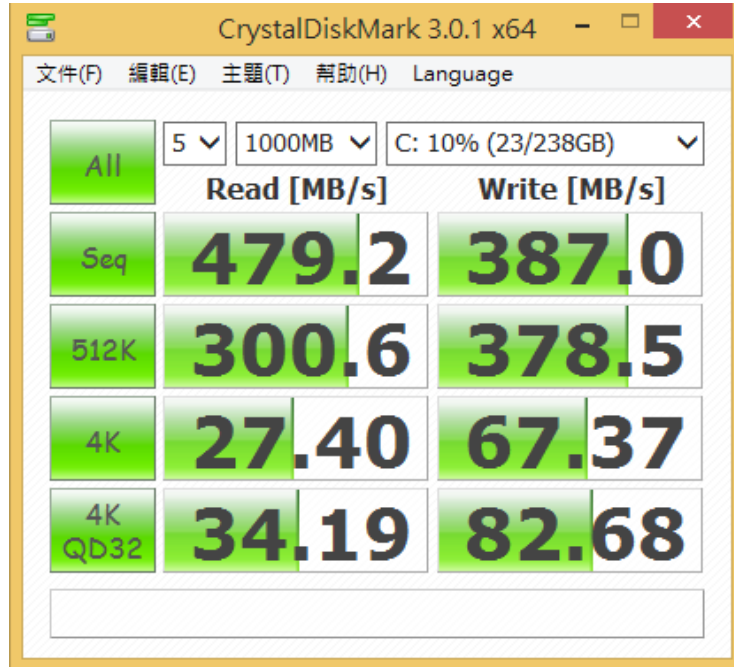 CrystalDiskMark 3.0.1 x64
文件(F) 編輯(E) 主題(T) 幫助(H) Language
All 5 1000MB C: 10% (23/238GB)
Read [MB/s] Write [MB/s]
Seq 479.2 387.0
512K 300.6 378.5
4K 27.40 67.37
4K
QD32 34.19 82.68